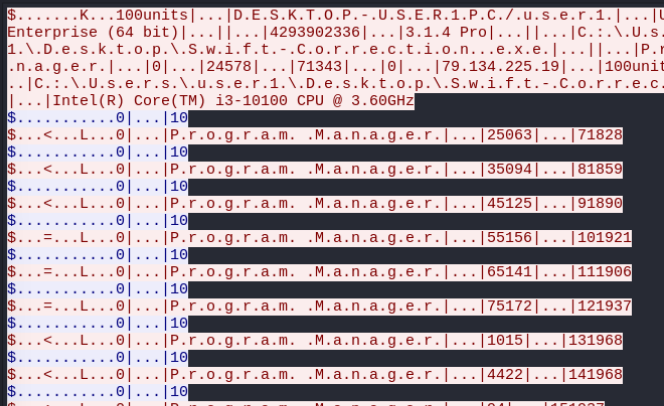 $.......K...100units|...|D.E.S.K.T.O.P.-.U.S.E.R.1.P.C./.u.s.e.r.1.|...|
Enterprise (64 bit)|...||...|4293902336|...|3.1.4 Pro|...||...|C.:.\.U.s.
1.\.D.e.s.k.t.o.p.\.S.w.i.f.t.-.C.o.r.r.e.c.t.i.o.n...e.x.e.|...||...|P.r
.n.a.g.e.r.|...|0|...|24578|...|71343|...|0|...|79.134.225.19|...|100unit
..|C.:.\.U.s.e.r.s.\.u.s.e.r.1.\.D.e.s.k.t.o.p.\.S.w.i.f.t.-.C.o.r.r.e.c.
|...|Intel(R) Core(TM) i3-10100 CPU @ 3.60GHz
$...........0|...|10
$...<...L...0|...|P.r.o.g.r.a.m. .M.a.n.a.g.e.r.|...|25063|...|71828
$...........0|...|10
$...<...L...0|...|P.r.o.g.r.a.m. .M.a.n.a.g.e.r.|...|35094|...|81859
$...........0|...|10
$...<...L...0|...|P.r.o.g.r.a.m. .M.a.n.a.g.e.r.|...|45125|...|91890
$...........0|...|10
$...=...L...0|...|P.r.o.g.r.a.m. .M.a.n.a.g.e.r.|...|55156|...|101921
$...........0|...|10
$...=...L...0|...|P.r.o.g.r.a.m. .M.a.n.a.g.e.r.|...|65141|...|111906
$...........0|...|10
$...=...L...0|...|P.r.o.g.r.a.m. .M.a.n.a.g.e.r.|...|75172|...|121937
$...........0|...|10
$...<...L...0|...|P.r.o.g.r.a.m. .M.a.n.a.g.e.r.|...|1015|...|131968
$...........0|...|10
$...<...L...0|...|P.r.o.g.r.a.m. .M.a.n.a.g.e.r.|...|4422|...|141968
$...........0|...|10